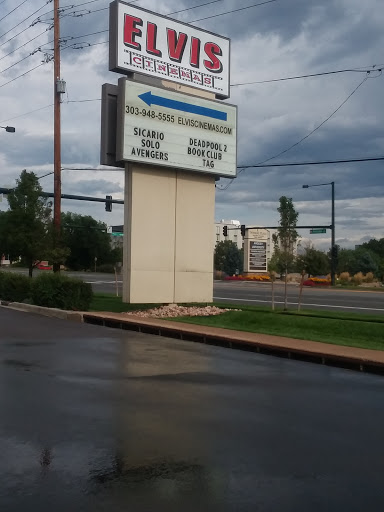 ELVIS
CINEMAS
303-948-5555 ELVISCINEMAS.COM
SICARIO
SOLO
AVENGERS
DEADPOOL 2
BOOK CLUB
TAG